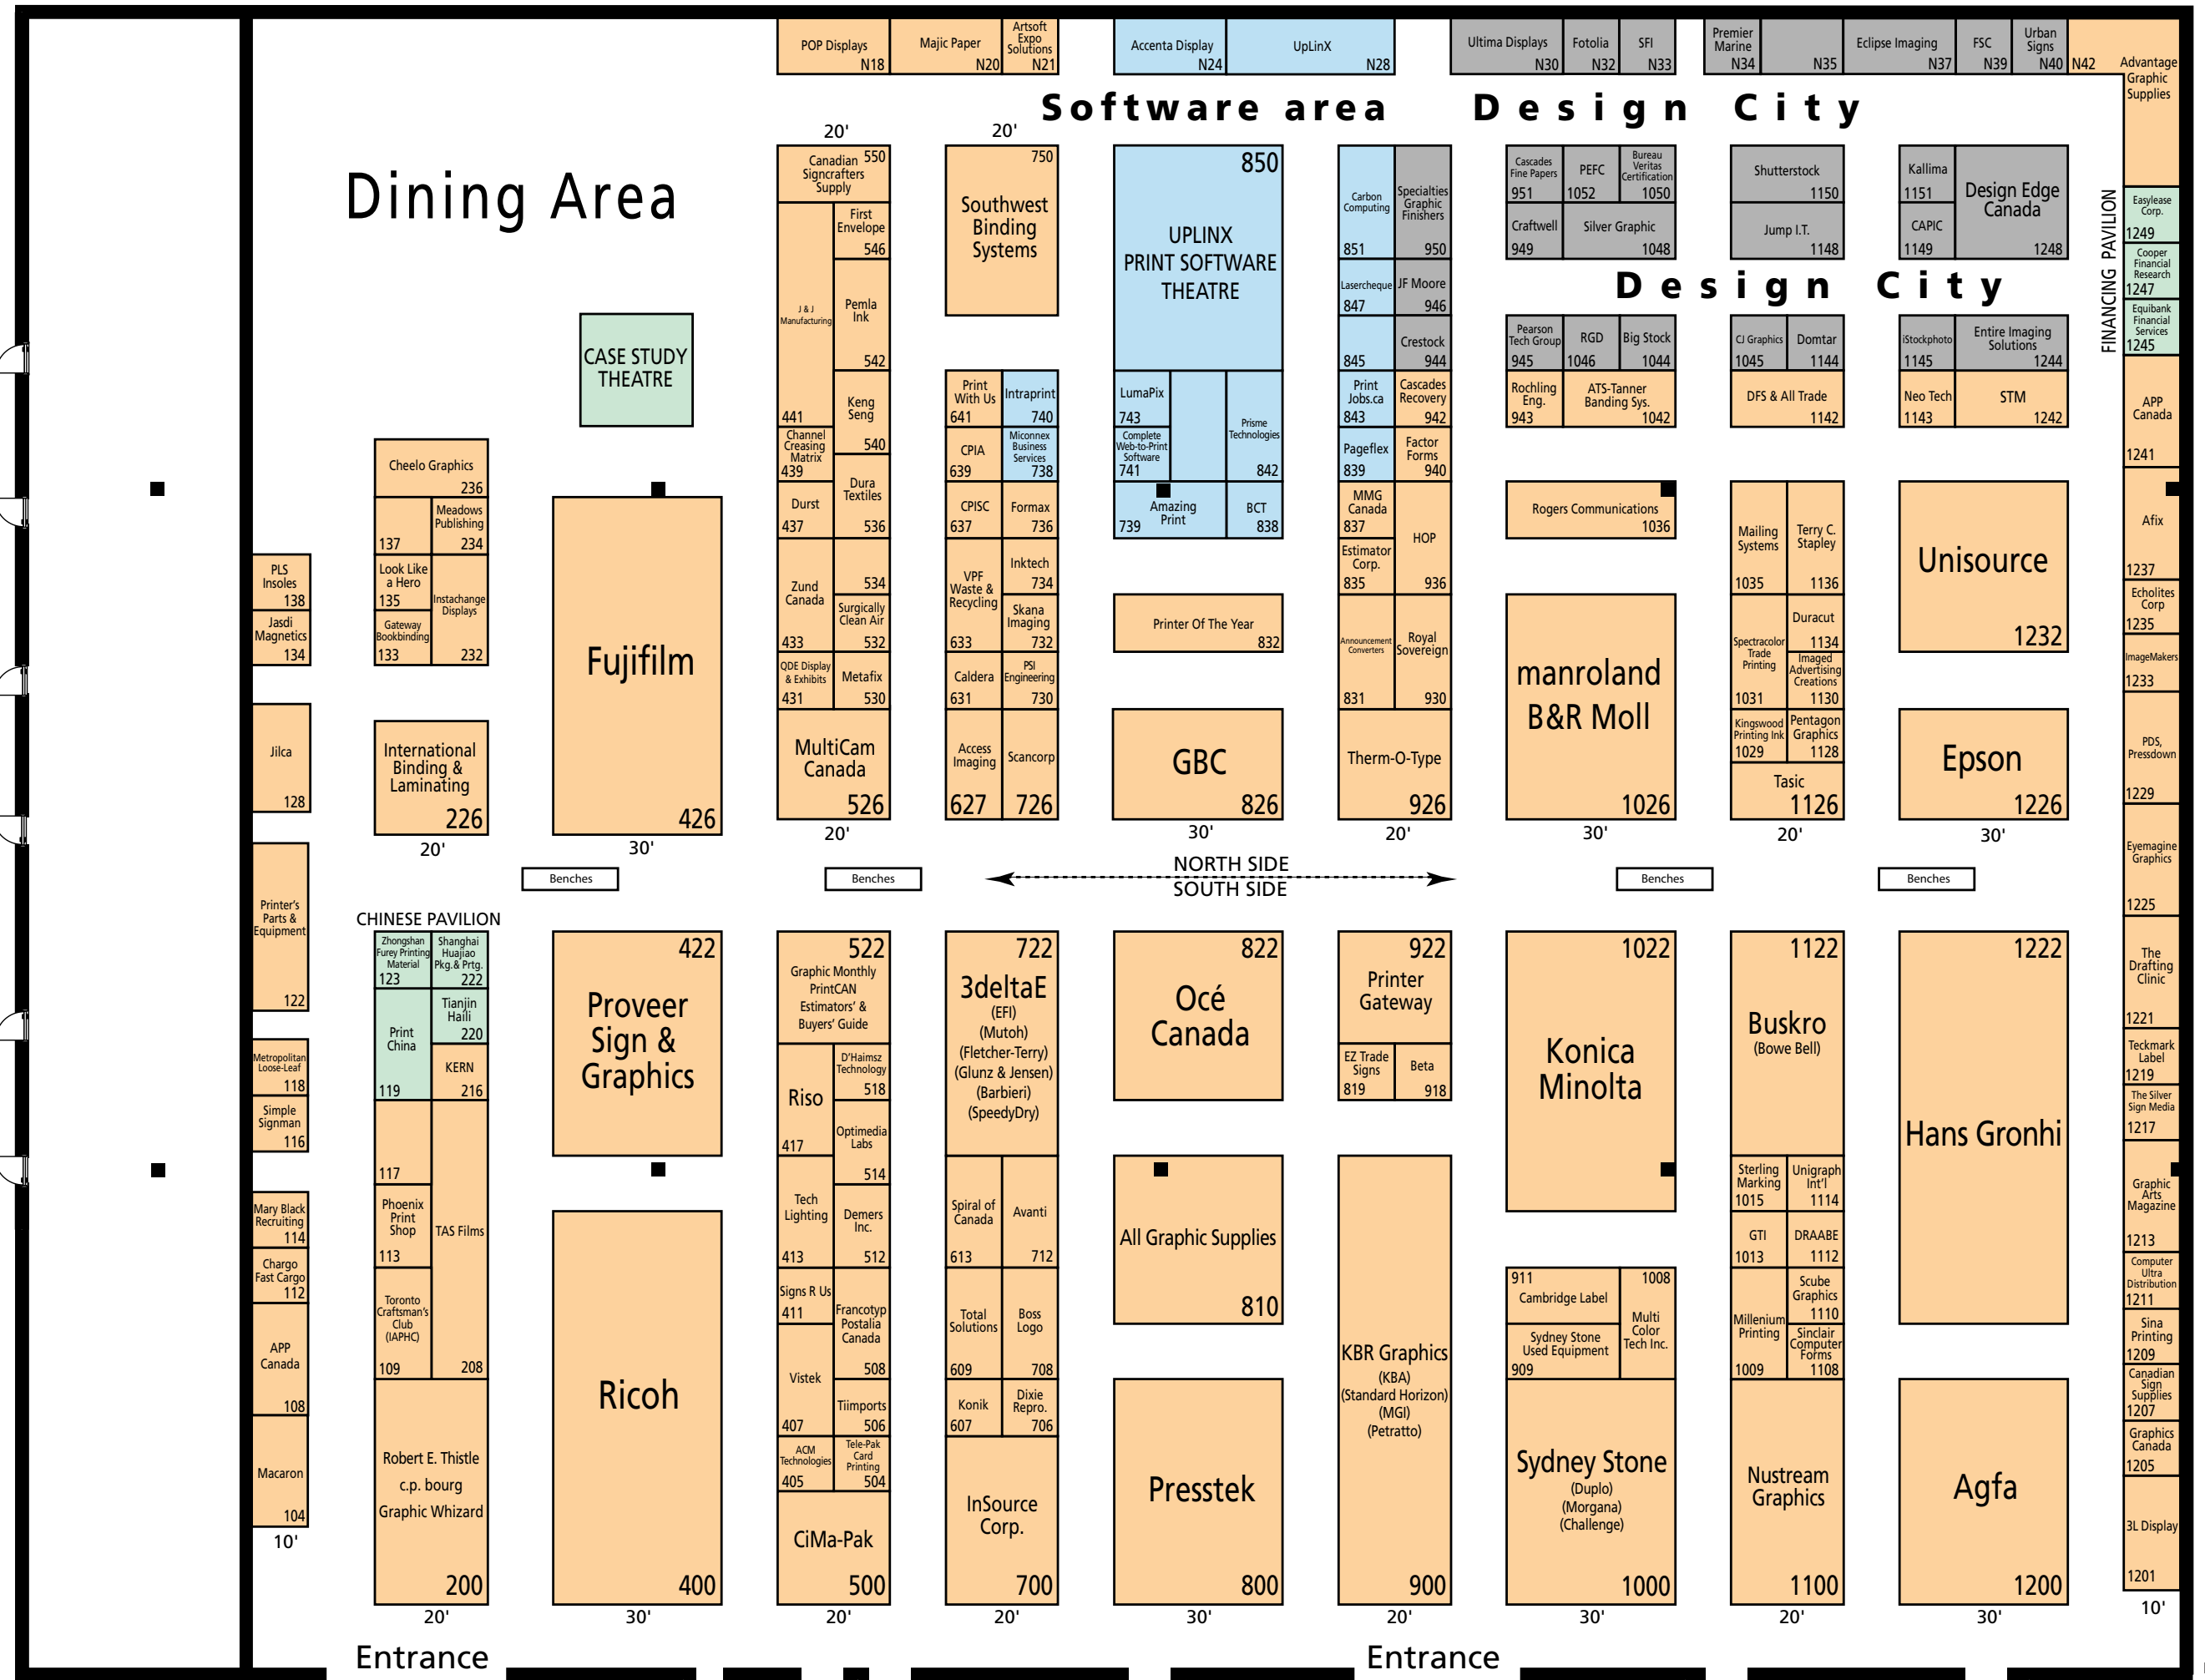 POP Displays
N18
Majic Paper
N20
Artsoft
Expo
Solutions
N21
Accenta Display
N24
UpLinX
N28
Ultima Displays
N30
Fotolia
N32
SFI
N33
Premier
Marine
N34
N35
Eclipse Imaging
N37
FSC
N39
Urban
Signs
N40
N42
Advantage
Graphic
Supplies
Software area
Design City
Dining Area
20'
Canadian 550
Signcrafters
Supply
First
Envelope
546
J & J
Manufacturing
441
Pemla
Ink
542
Keng
Seng
540
Channel
Creasing
Matrix
439
Dura
Textiles
536
Durst
437
Zund
Canada
433
534
Surgically
Clean Air
532
QDE Display
& Exhibits
431
Metafix
530
MultiCam
Canada
526
20'
20'
750
Southwest
Binding
Systems
Print
With Us
641
Intraprint
740
CPIA
639
Miconnex
Business
Services
738
CPISC
637
Formax
736
VPF
Waste &
Recycling
633
Inktech
734
Skana
Imaging
732
Caldera
631
PSI
Engineering
730
Access
Imaging
627
Scancorp
726
850
UPLINX
PRINT SOFTWARE
THEATRE
LumaPix
743
Prisme
Technologies
842
Complete
Web-to-Print
Software
741
Amazing
Print
739
BCT
838
Printer Of The Year
832
GBC
826
30'
Carbon
Computing
851
Specialties
Graphic
Finishers
950
Lasercheque
847
JF Moore
946
845
Crestock
944
Print
Jobs.ca
843
Cascades
Recovery
942
Pageflex
839
Factor
Forms
940
MMG
Canada
837
HOP
936
Estimator
Corp.
835
Announcement
Converters
831
Royal
Sovereign
930
Therm-O-Type
926
20'
Cascades
Fine Papers
951
PEFC
1052
Bureau
Veritas
Certification
1050
Craftwell
949
Silver Graphic
1048
Shutterstock
1150
Jump I.T.
1148
Kallima
1151
CAPIC
1149
Design Edge
Canada
1248
Design City
Pearson
Tech Group
945
RGD
1046
Big Stock
1044
Rochling
Eng.
943
ATS-Tanner
Banding Sys.
1042
CJ Graphics
1045
Domtar
1144
DFS & All Trade
1142
iStockphoto
1145
Entire Imaging
Solutions
1244
Neo Tech
1143
STM
1242
Rogers Communications
1036
manroland
B&R Moll
1026
30'
Mailing
Systems
1035
Terry C.
Stapley
1136
Spectracolor
Trade
Printing
1031
Duracut
1134
Imaged
Advertising
Creations
1130
Kingswood
Printing Ink
1029
Pentagon
Graphics
1128
Tasic
1126
20'
Unisource
1232
Epson
1226
30'
FINANCING PAVILION
Easylease
Corp.
1249
Cooper
Financial
Research
1247
Equibank
Financial
Services
1245
APP
Canada
1241
Afix
1237
Echolites
Corp
1235
ImageMakers
1233
PDS,
Pressdown
1229
Eyemagine
Graphics
1225
The
Drafting
Clinic
1221
Teckmark
Label
1219
The Silver
Sign Media
1217
Graphic
Arts
Magazine
1213
Computer
Ultra
Distribution
1211
Sina
Printing
1209
Canadian
Sign
Supplies
1207
Graphics
Canada
1205
3L Display
1201
10'
CASE STUDY
THEATRE
Cheelo Graphics
236
137
Meadows
Publishing
234
Look Like
a Hero
135
Instachange
Displays
232
Gateway
Bookbinding
133
International
Binding &
Laminating
226
20'
Fujifilm
426
30'
PLS
Insoles
138
Jasdi
Magnetics
134
Jilca
128
Printer's
Parts &
Equipment
122
Metropolitan
Loose-Leaf
118
Simple
Signman
116
Mary Black
Recruiting
114
Chargo
Fast Cargo
112
APP
Canada
108
Macaron
104
10'
Benches
Benches
NORTH SIDE
SOUTH SIDE
Benches
Benches
CHINESE PAVILION
Zhongshan
Furey Printing
Material
123
Shanghai
Huajiao
Pkg.& Prtg.
222
Print
China
119
Tianjin
Haili
220
KERN
216
117
TAS Films
208
Phoenix
Print
Shop
113
Toronto
Craftsman's
Club
(IAPHC)
109
Robert E. Thistle
c.p. bourg
Graphic Whizard
200
20'
422
Proveer
Sign &
Graphics
Ricoh
400
30'
522
Graphic Monthly
PrintCAN
Estimators' &
Buyers' Guide
Riso
417
D'Haimsz
Technology
518
Optimedia
Labs
514
Tech
Lighting
413
Demers
Inc.
512
Signs R Us
411
Francotyp
Postalia
Canada
508
Vistek
407
Tiimports
506
ACM
Technologies
405
Tele-Pak
Card
Printing
504
CiMa-Pak
500
20'
722
3deltaE
(EFI)
(Mutoh)
(Fletcher-Terry)
(Glunz & Jensen)
(Barbieri)
(SpeedyDry)
Spiral of
Canada
613
Avanti
712
Total
Solutions
609
Boss
Logo
708
Konik
607
Dixie
Repro.
706
InSource
Corp.
700
20'
822
Océ
Canada
All Graphic Supplies
810
Presstek
800
30'
922
Printer
Gateway
EZ Trade
Signs
819
Beta
918
KBR Graphics
(KBA)
(Standard Horizon)
(MGI)
(Petratto)
900
20'
1022
Konica
Minolta
911
Cambridge Label
1008
Multi
Color
Tech Inc.
Sydney Stone
Used Equipment
909
Sydney Stone
(Duplo)
(Morgana)
(Challenge)
1000
30'
1122
Buskro
(Bowe Bell)
Sterling
Marking
1015
Unigraph
Int'l
1114
GTI
1013
DRAABE
1112
Millenium
Printing
1009
Scube
Graphics
1110
Sinclair
Computer
Forms
1108
Nustream
Graphics
1100
20'
1222
Hans Gronhi
Agfa
1200
30'
Entrance
Entrance